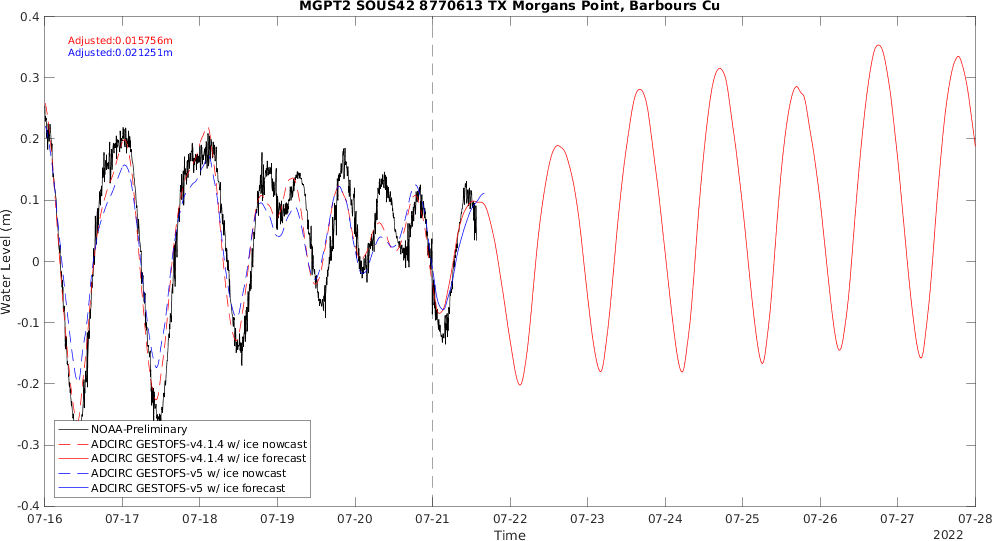 MGPT2 SOUS42 8770613 TX Morgans Point, Barbours Cu
Adjusted:0.015756m
Adjusted:0.021251m
Water Level (m)
0.4
0.3
0.2
0.1
0
-0.1
-0.2
-0.3
-0.4
NOAA-Preliminary
ADCIRC GESTOFS-v4.1.4 w/ ice nowcast
ADCIRC GESTOFS-v4.1.4 w/ ice forecast
ADCIRC GESTOFS-v5 w/ ice nowcast
ADCIRC GESTOFS-v5 w/ ice forecast
07-16 07-17 07-18 07-19 07-20 07-21 07-22 07-23 07-24 07-25 07-26 07-27 07-28
Time
2022